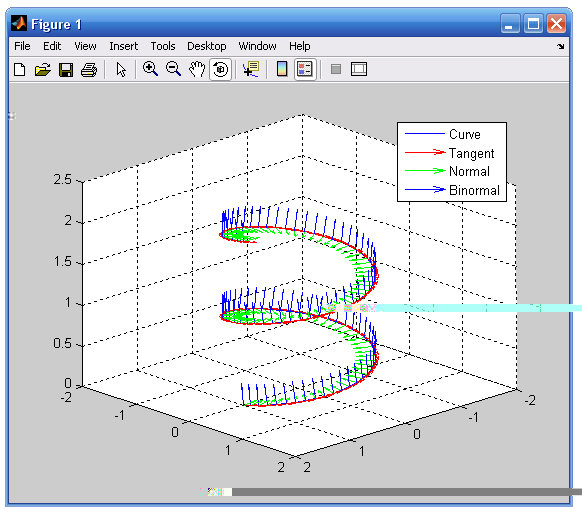 Figure 1
File Edit View Insert Tools Desktop Window Help
Curve
Tangent
Normal
Binormal
2.5
2
1.5
1
0.5
0
-2
-1
0
1
2
2
1
0
-1
-2